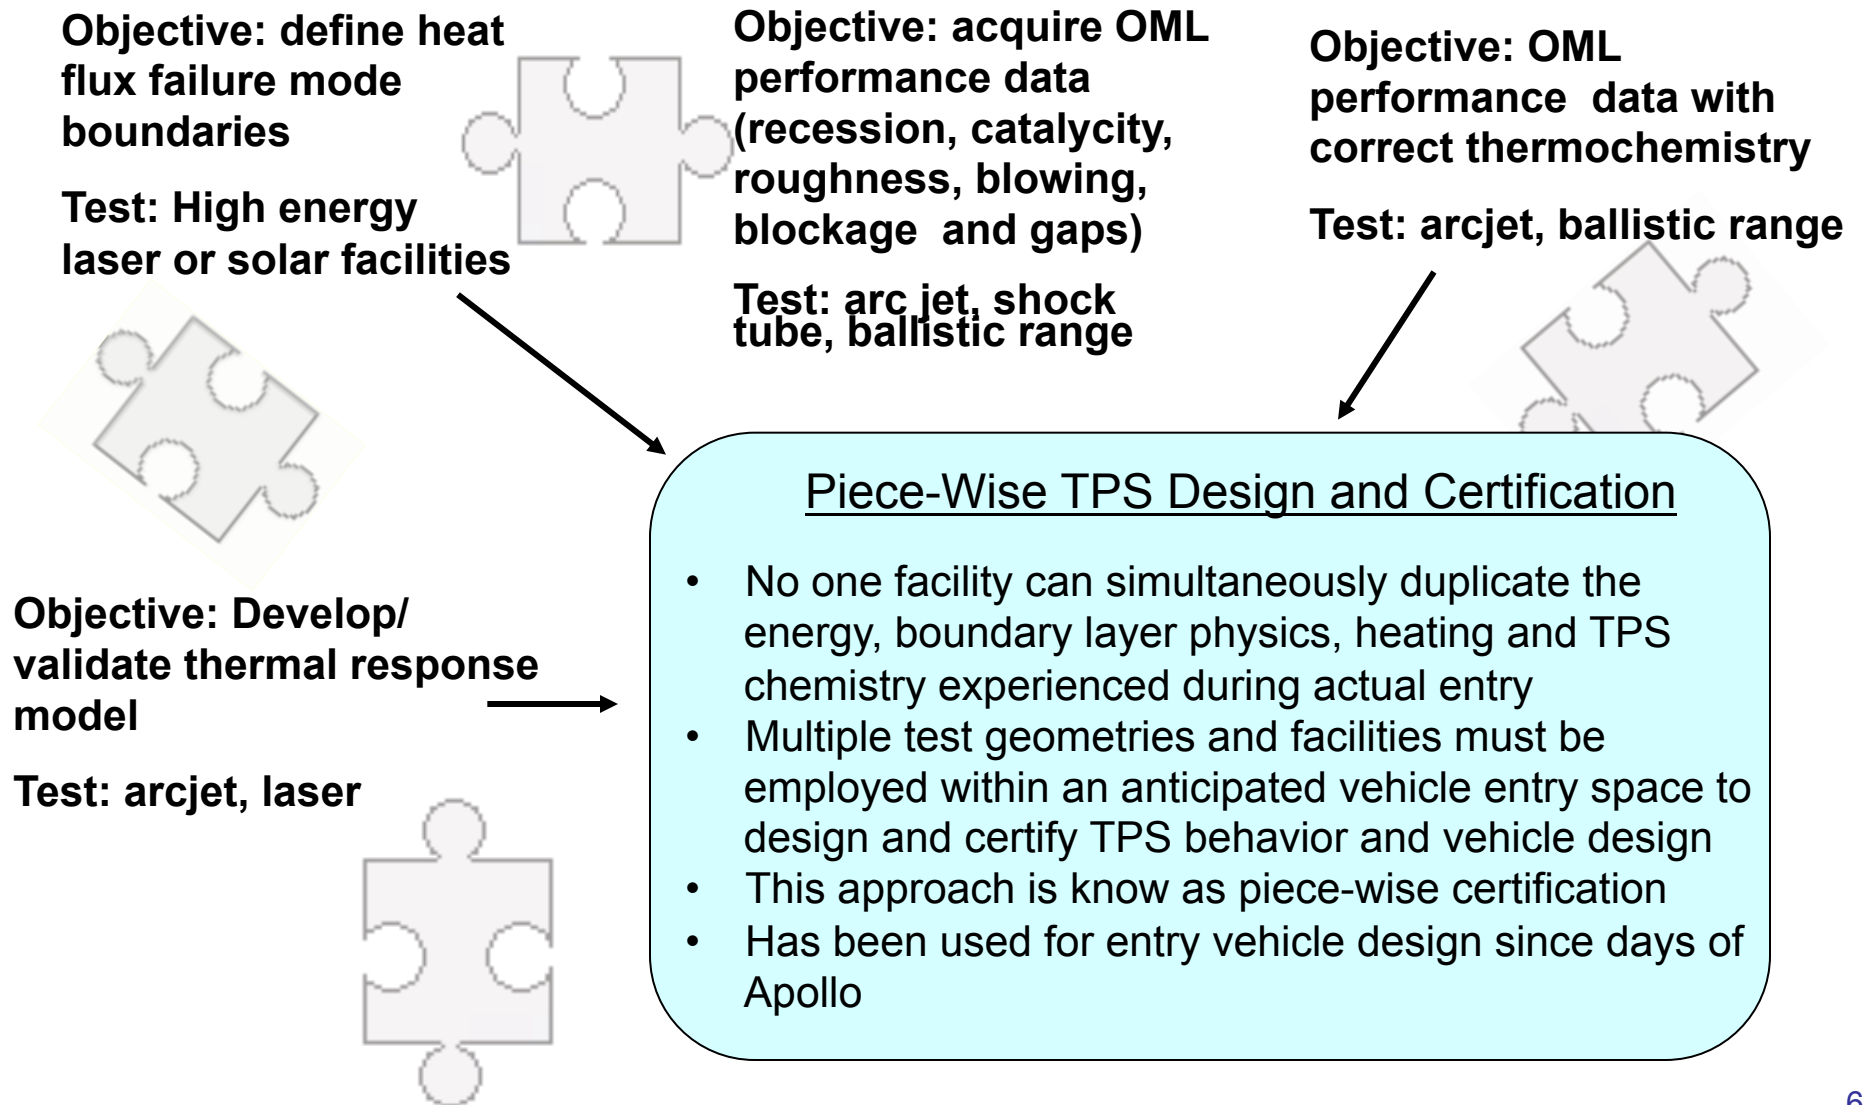 Objective: define heat
flux failure mode
boundaries
Test: High energy
laser or solar facilities
Objective: acquire OML
performance data
(recession, catalycity,
roughness, blowing,
blockage and gaps)
Test: arc jet, shock
tube, ballistic range
Objective: OML
performance data with
correct thermochemistry
Test: arcjet, ballistic range
Objective: Develop/
validate thermal response
model
Test: arcjet, laser
Piece-Wise TPS Design and Certification
• No one facility can simultaneously duplicate the
energy, boundary layer physics, heating and TPS
chemistry experienced during actual entry
• Multiple test geometries and facilities must be
employed within an anticipated vehicle entry space to
design and certify TPS behavior and vehicle design
• This approach is know as piece-wise certification
• Has been used for entry vehicle design since days of
Apollo
6